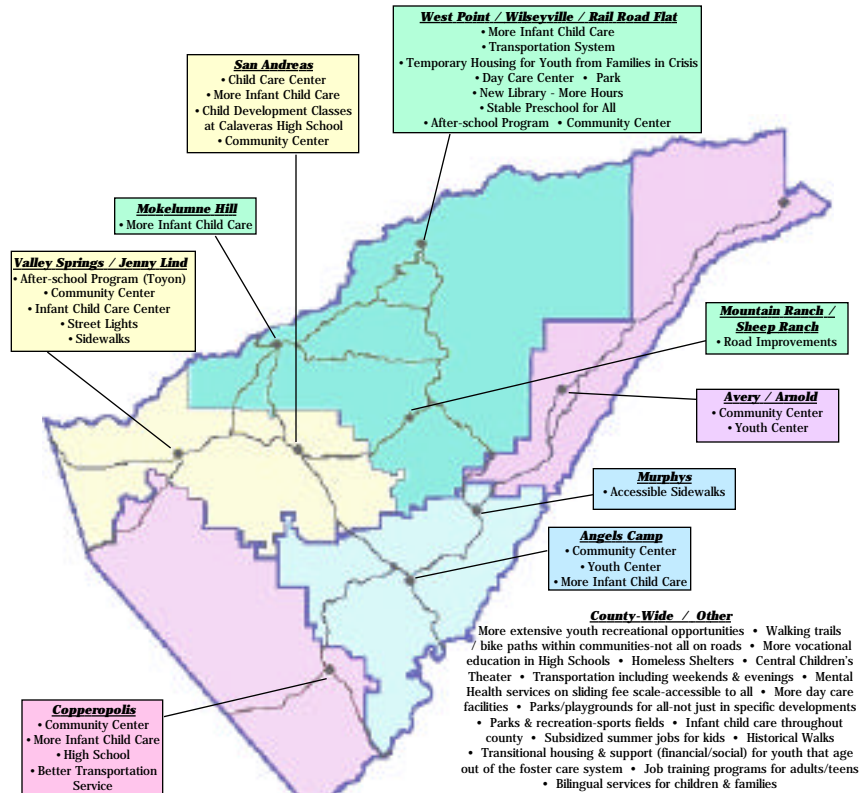 West Point / Wilseyville / Rail Road Flat
• More Infant Child Care
• Transportation System
• Temporary Housing for Youth from Families in Crisis
• Day Care Center • Park
• New Library - More Hours
• Stable Preschool for All
• After-school Program • Community Center
San Andreas
• Child Care Center
• More Infant Child Care
• Child Development Classes
at Calaveras High School
• Community Center
Mokelumne Hill
• More Infant Child Care
Valley Springs / Jenny Lind
• After-school Program (Toyon)
• Community Center
• Infant Child Care Center
• Street Lights
• Sidewalks
Mountain Ranch /
Sheep Ranch
• Road Improvements
Avery / Arnold
• Community Center
• Youth Center
Murphys
• Accessible Sidewalks
Angels Camp
• Community Center
• Youth Center
• More Infant Child Care
Copperopolis
• Community Center
• More Infant Child Care
• High School
• Better Transportation
Service
County-Wide / Other
More extensive youth recreational opportunities • Walking trails
/ bike paths within communities-not all on roads • More vocational
education in High Schools • Homeless Shelters • Central Children's
Theater • Transportation including weekends & evenings • Mental
Health services on sliding fee scale-accessible to all • More day care
facilities • Parks/playgrounds for all-not just in specific developments
• Parks & recreation-sports fields • Infant child care throughout
county • Subsidized summer jobs for kids • Historical Walks
• Transitional housing & support (financial/social) for youth that age
out of the foster care system • Job training programs for adults/teens
• Bilingual services for children & families